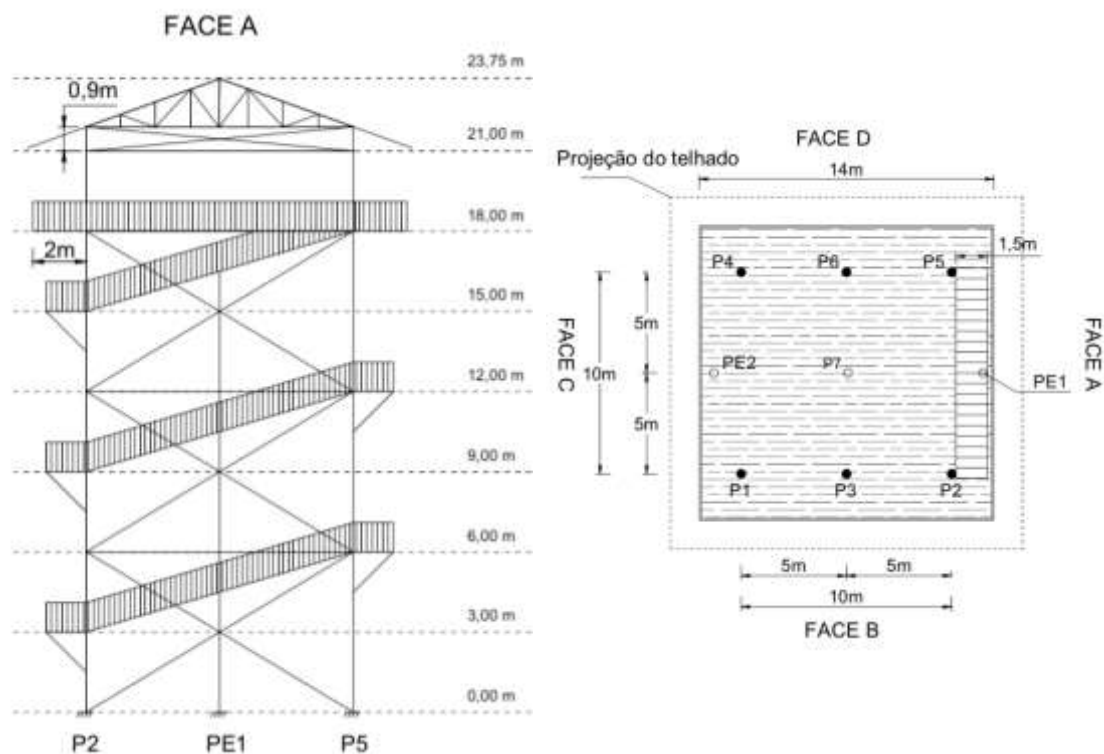 FACE A
23,75 m
0,9m
21,00 m
18,00 m
2m
15,00 m
12,00 m
9,00 m
6,00 m
3,00 m
0,00 m
P2
PE1
P5
FACE D
Projeção do telhado
14m
1,5m
P4
P6
P5
5m
FACE C
10m
PE2
P7
PE1
FACE A
5m
P1
P3
P2
5m
5m
10m
FACE B